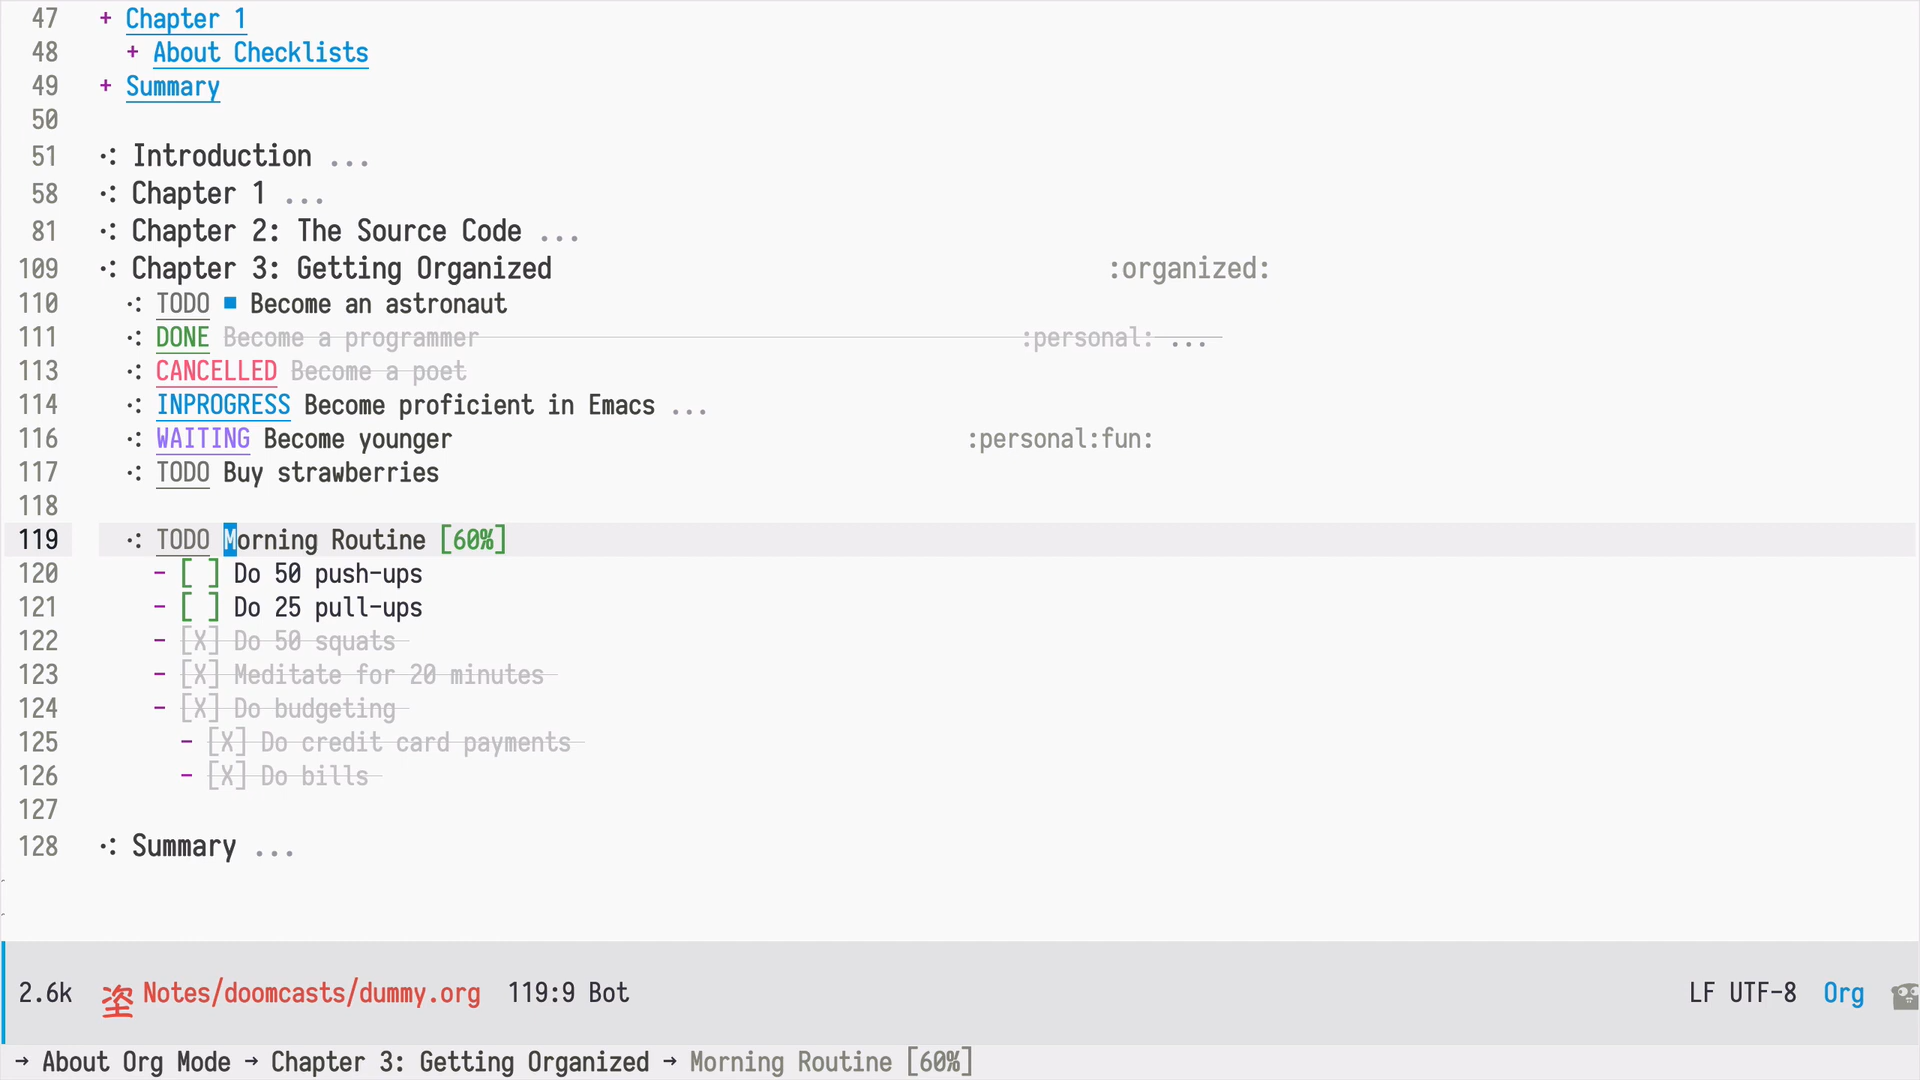 47 + Chapter 1
48 + About Checklists
49 + Summary
50
51 Introduction ...
58 Chapter 1 ...
81 Chapter 2: The Source Code ...
109 Chapter 3: Getting Organized :organized:
110 TODO Become an astronaut
111 DONE Become a programmer :personal: ...
113 CANCELLED Become a poet
114 INPROGRESS Become proficient in Emacs ...
116 WAITING Become younger :personal:fun:
117 TODO Buy strawberries
118
119 TODO Morning Routine [60%]
120 - [ ] Do 50 push-ups
121 - [ ] Do 25 pull-ups
122 - [X] Do 50 squats
123 - [X] Meditate for 20 minutes
124 - [X] Do budgeting
125 - [X] Do credit card payments
126 - [X] Do bills
127
128 Summary ...
2.6k Notes/doomcasts/dummy.org 119:9 Bot LF UTF-8 Org
→ About Org Mode → Chapter 3: Getting Organized → Morning Routine [60%]